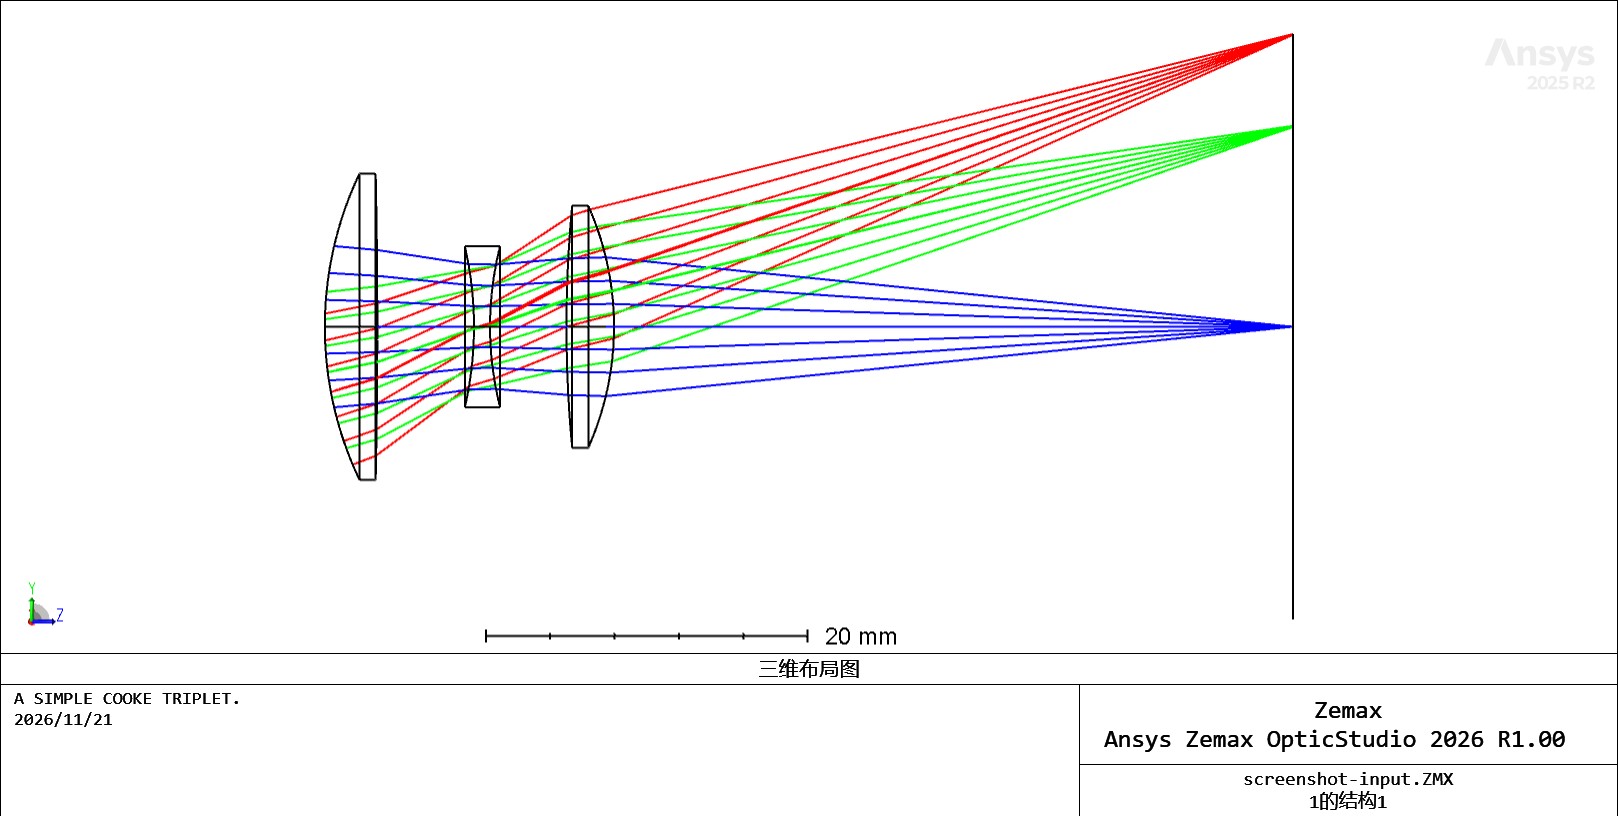 Ansys
2025 R2
Y
Z
20 mm
三维布局图
A SIMPLE COOKE TRIPLET.
2026/11/21
Zemax
Ansys Zemax OpticStudio 2026 R1.00
screenshot-input.ZMX
1的结构1